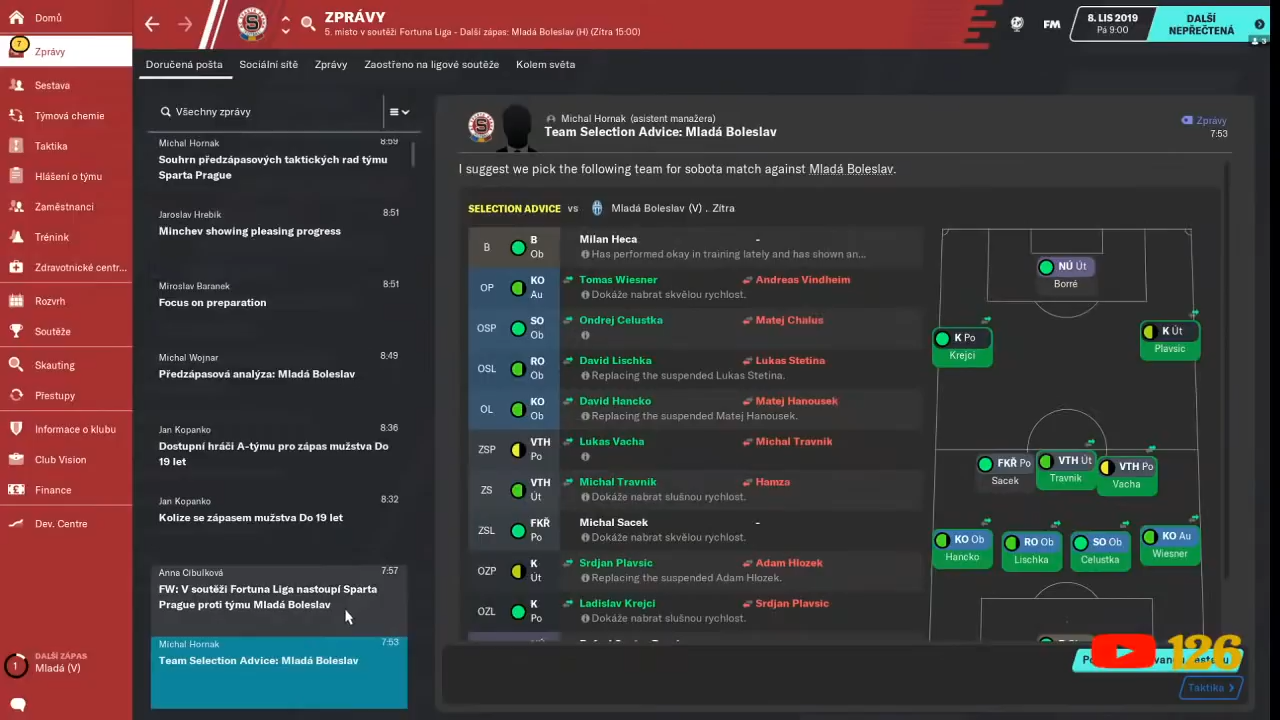 Domů
7
Zprávy
Sestava
Týmová chemie
Taktika
Hlášení o týmu
Zaměstnanci
Trénink
Zdravotnické centr...
Rozvrh
Soutěže
Skauting
Přestupy
Informace o klubu
Club Vision
Finance
Dev. Centre
1
DALŠÍ ZÁPAS
Mladá (V)
ZPRÁVY
5. místo v soutěži Fortuna Liga - Další zápas: Mladá Boleslav (H) (Zítra 15:00)
FM
8. LIS 2019
Pá 9:00
DALŠÍ
NEPŘEČTENÁ
3
Doručená pošta
Sociální sítě
Zprávy
Zaostřeno na ligové soutěže
Kolem světa
Všechny zprávy
Michal Hornak 8:59
Souhrn předzápasových taktických rad týmu
Sparta Prague
Jaroslav Hrebik 8:51
Minchev showing pleasing progress
Miroslav Baranek 8:51
Focus on preparation
Michal Wojnar 8:49
Předzápasová analýza: Mladá Boleslav
Jan Kopanko 8:36
Dostupní hráči A-týmu pro zápas mužstva Do
19 let
Jan Kopanko 8:32
Kolize se zápasem mužstva Do 19 let
Anna Cibulková 7:57
FW: V soutěži Fortuna Liga nastoupí Sparta
Prague proti týmu Mladá Boleslav
Michal Hornak 7:53
Team Selection Advice: Mladá Boleslav
Michal Hornak (asistent manažera)
Team Selection Advice: Mladá Boleslav
Zprávy
7:53
I suggest we pick the following team for sobota match against Mladá Boleslav.
SELECTION ADVICE vs Mladá Boleslav (V) . Zítra
B B Ob Milan Heca -
Has performed okay in training lately and has shown an...
OP KO Au Tomas Wiesner Andreas Vindheim
Dokáže nabrat skvělou rychlost.
OSP SO Ob Ondrej Celustka Matej Chalus
OSL RO Ob David Lischka Lukas Stetina
Replacing the suspended Lukas Stetina.
OL KO Ob David Hancko Matej Hanousek
Replacing the suspended Matej Hanousek.
ZSP VTH Po Lukas Vacha Michal Travnik
ZS VTH Út Michal Travnik Hamza
Dokáže nabrat slušnou rychlost.
ZSL FKŘ Po Michal Sacek -
Dokáže nabrat skvělou rychlost.
OZP K Út Srdjan Plavsic Adam Hlozek
Replacing the suspended Adam Hlozek.
OZL K Po Ladislav Krejci Srdjan Plavsic
Dokáže nabrat slušnou rychlost.
NÚ Út
Borré
K Po
Krejci
K Út
Plavsic
FKŘ Po
Sacek
VTH Út
Travnik
VTH Po
Vacha
KO Ob
Hancko
RO Ob
Lischka
SO Ob
Celustka
KO Au
Wiesner
126
Taktika